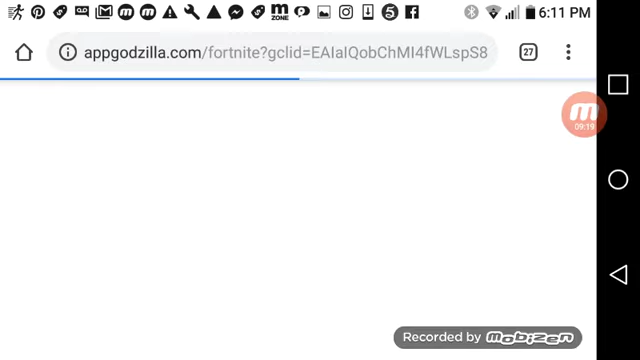 6:11 PM
appgodzilla.com/fortnite?gclid=EAIaIQobChMI4fWLspS8
27
09:19
Recorded by mobizen